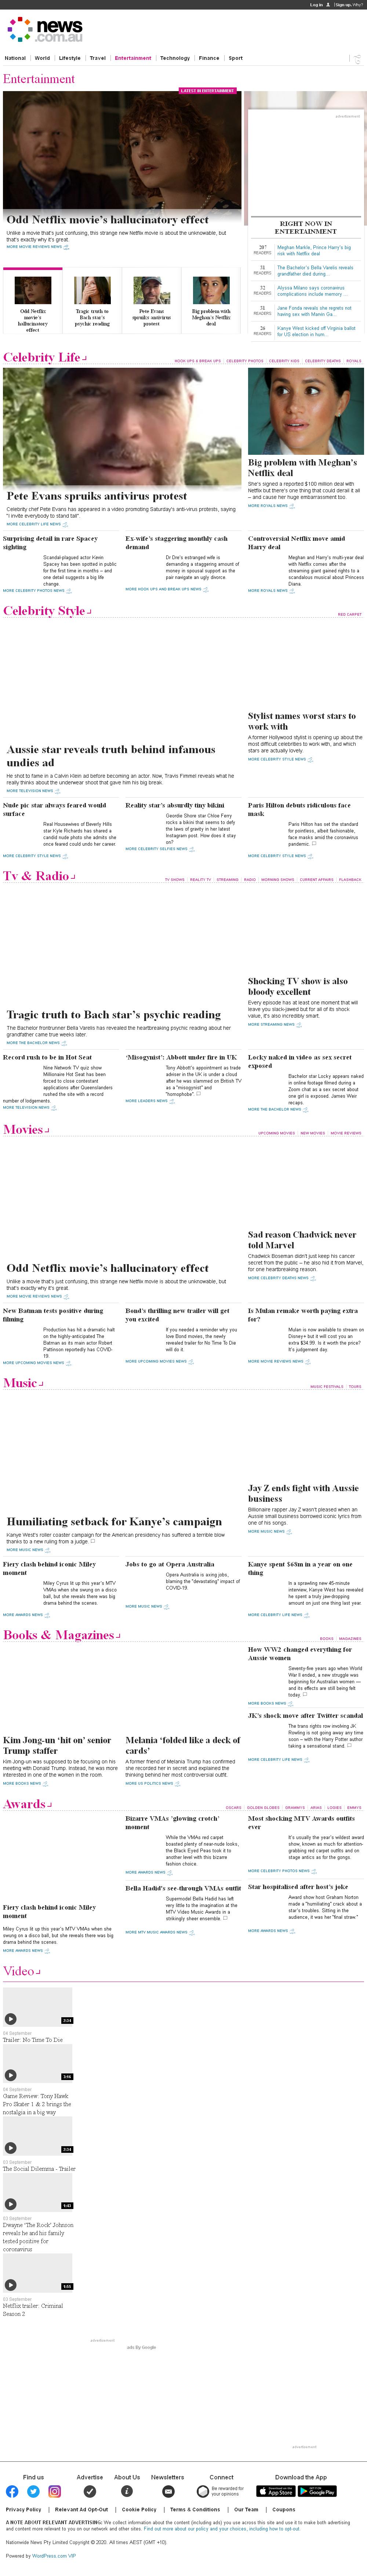 Log in | Sign up. Why?
news
.com.au
National | World | Lifestyle | Travel | Entertainment | Technology | Finance | Sport
Entertainment
LATEST IN ENTERTAINMENT
Odd Netflix movie's hallucinatory effect
Unlike a movie that's just confusing, this strange new Netflix movie is about the unknowable, but
that's exactly why it's great.
MORE MOVIE REVIEWS NEWS
advertisement
RIGHT NOW IN
ENTERTAINMENT
READERS
Meghan Markle, Prince Harry's big
risk with Netflix deal
READERS
The Bachelor's Bella Varelis reveals
grandfather died during...
READERS
Alyssa Milano says coronavirus
complications include memory ...
READERS
Jane Fonda reveals she regrets not
having sex with Marvin Ga...
READERS
Kanye West kicked off Virginia ballot
for US election in hum...
Odd Netflix
movie's
hallucinatory
effect
Tragic truth to
Bach star's
psychic reading
Pete Evans
spruiks antivirus
protest
Big problem with
Meghan's Netflix
deal
Celebrity Life
HOOK UPS & BREAK UPS | CELEBRITY PHOTOS | CELEBRITY KIDS | CELEBRITY DEATHS | ROYALS
Pete Evans spruiks antivirus protest
Celebrity chef Pete Evans has appeared in a video promoting Saturday's anti-virus protests, saying
"I invite everybody to stand tall".
MORE CELEBRITY LIFE NEWS
Big problem with Meghan's
Netflix deal
She's signed a reported $100 million deal with
Netflix but there's one thing that could derail it all
– and cause her huge embarrassment too.
MORE ROYALS NEWS
Surprising detail in rare Spacey
sighting
Scandal-plagued actor Kevin
Spacey has been spotted in public
for the first time in months – and
one detail suggests a big life
change.
MORE CELEBRITY PHOTOS NEWS
Ex-wife's staggering monthly cash
demand
Dr Dre's estranged wife is
demanding a staggering amount of
money in spousal support as the
pair navigate an ugly divorce.
MORE HOOK UPS AND BREAK UPS NEWS
Controversial Netflix move amid
Harry deal
Meghan and Harry's multi-year deal
with Netflix comes after the
streaming giant gained rights to a
scandalous musical about Princess
Diana.
MORE ROYALS NEWS
Celebrity Style
RED CARPET
Aussie star reveals truth behind infamous
undies ad
He shot to fame in a Calvin Klein ad before becoming an actor. Now, Travis Fimmel reveals what he
really thinks about the underwear shoot that gave him his big break.
MORE TELEVISION NEWS
Stylist names worst stars to
work with
A former Hollywood stylist is opening up about the
most difficult celebrities to work with, and which
stars are actually lovely.
MORE CELEBRITY STYLE NEWS
Nude pic star always feared would
surface
Real Housewives of Beverly Hills
star Kyle Richards has shared a
candid nude photo she admits she
once feared could undo her career.
MORE CELEBRITY STYLE NEWS
Reality star's absurdly tiny bikini
Geordie Shore star Chloe Ferry
rocks a bikini that seems to defy
the laws of gravity in her latest
Instagram post. How does it stay
on?
MORE CELEBRITY SELFIES NEWS
Paris Hilton debuts ridiculous face
mask
Paris Hilton has set the standard
for pointless, albeit fashionable,
face masks amid the coronavirus
pandemic.
MORE CELEBRITY STYLE NEWS
Tv & Radio
TV SHOWS | REALITY TV | STREAMING | RADIO | MORNING SHOWS | CURRENT AFFAIRS | FLASHBACK
Tragic truth to Bach star's psychic reading
The Bachelor frontrunner Bella Varelis has revealed the heartbreaking psychic reading about her
grandfather came true weeks later.
MORE THE BACHELOR NEWS
Shocking TV show is also
bloody excellent
Every episode has at least one moment that will
leave you slack-jawed but for all of its shock
value, it's also incredibly smart.
MORE STREAMING NEWS
Record rush to be in Hot Seat
Nine Network TV quiz show
Millionaire Hot Seat has been
forced to close contestant
applications after Queenslanders
rushed the site with a record
number of lodgements.
MORE TELEVISION NEWS
'Misogynist': Abbott under fire in UK
Tony Abbott's appointment as trade
adviser in the UK is under a cloud
after he was slammed on British TV
as a "misogynist" and
"homophobe".
MORE LEADERS NEWS
Locky naked in video as sex secret
exposed
Bachelor star Locky appears naked
in online footage filmed during a
Zoom chat as a sex secret about
one girl is exposed. James Weir
recaps.
MORE THE BACHELOR NEWS
Movies
UPCOMING MOVIES | NEW MOVIES | MOVIE REVIEWS
Odd Netflix movie's hallucinatory effect
Unlike a movie that's just confusing, this strange new Netflix movie is about the unknowable, but
that's exactly why it's great.
MORE MOVIE REVIEWS NEWS
Sad reason Chadwick never
told Marvel
Chadwick Boseman didn't just keep his cancer
secret from the public – he also hid it from Marvel,
for one heartbreaking reason.
MORE CELEBRITY DEATHS NEWS
New Batman tests positive during
filming
Production has hit a dramatic halt
on the highly-anticipated The
Batman as its main actor Robert
Pattinson reportedly has COVID-
19.
MORE UPCOMING MOVIES NEWS
Bond's thrilling new trailer will get
you excited
If you needed a reminder why you
love Bond movies, the newly
revealed trailer for No Time To Die
will do it.
MORE UPCOMING MOVIES NEWS
Is Mulan remake worth paying extra
for?
Mulan is now available to stream on
Disney+ but it will cost you an
extra $34.99. Is it worth the price?
It's judgement day.
MORE MOVIE REVIEWS NEWS
Music
MUSIC FESTIVALS | TOURS
Humiliating setback for Kanye's campaign
Kanye West's roller coaster campaign for the American presidency has suffered a terrible blow
thanks to a new ruling from a judge.
MORE MUSIC NEWS
Jay Z ends fight with Aussie
business
Billionaire rapper Jay Z wasn't pleased when an
Aussie small business borrowed iconic lyrics from
one of his songs.
MORE MUSIC NEWS
Fiery clash behind iconic Miley
moment
Miley Cyrus lit up this year's MTV
VMAs when she swung on a disco
ball, but she reveals there was big
drama behind the scenes.
MORE AWARDS NEWS
Jobs to go at Opera Australia
Opera Australia is axing jobs,
blaming the "devastating" impact of
COVID-19.
MORE MUSIC NEWS
Kanye spent $68m in a year on one
thing
In a sprawling new 45-minute
interview, Kanye West has revealed
he spent a truly jaw-dropping
amount on just one thing last year.
MORE CELEBRITY LIFE NEWS
Books & Magazines
BOOKS | MAGAZINES
Kim Jong-un 'hit on' senior
Trump staffer
Kim Jong-un was supposed to be focusing on his
meeting with Donald Trump. Instead, he was more
interested in one of the women in the room.
MORE BOOKS NEWS
Melania 'folded like a deck of
cards'
A former friend of Melania Trump has confirmed
she recorded her in secret and explained the
thinking behind her most controversial outfit.
MORE US POLITICS NEWS
How WW2 changed everything for
Aussie women
Seventy-five years ago when World
War II ended, a new struggle was
beginning for Australian women —
and its effects are still being felt
today.
MORE BOOKS NEWS
JK's shock move after Twitter scandal
The trans rights row involving JK
Rowling is not going away any time
soon – with the Harry Potter author
taking a sensational stand.
MORE CELEBRITY LIFE NEWS
Awards
OSCARS | GOLDEN GLOBES | GRAMMYS | ARIAS | LOGIES | EMMYS
Fiery clash behind iconic Miley
moment
Miley Cyrus lit up this year's MTV VMAs when she
swung on a disco ball, but she reveals there was big
drama behind the scenes.
MORE AWARDS NEWS
Bizarre VMAs 'glowing crotch'
moment
While the VMAs red carpet
boasted plenty of tear-nude looks,
the Black Eyed Peas took it to
another level with this bizarre
fashion choice.
MORE AWARDS NEWS
Bella Hadid's see-through VMAs outfit
Supermodel Bella Hadid has left
very little to the imagination at the
MTV Video Music Awards in a
strikingly sheer ensemble.
MORE MTV MUSIC AWARDS NEWS
Most shocking MTV Awards outfits
ever
It's usually the year's wildest award
show, known as much for attention-
grabbing red carpet outfits and on
stage antics as for the gongs.
MORE CELEBRITY PHOTOS NEWS
Star hospitalised after host's joke
Award show host Graham Norton
made a "humiliating" crack about a
star's troubles. Sitting in the
audience, it was her "final straw."
MORE AWARDS NEWS
Video
04 September
Trailer: No Time To Die
04 September
Game Review: Tony Hawk
Pro Skater 1 & 2 brings the
nostalgia in a big way
03 September
The Social Dilemma - Trailer
03 September
Dwayne 'The Rock' Johnson
reveals he and his family
tested positive for
coronavirus
03 September
Netflix trailer: Criminal
Season 2
advertisement
ads By Google
advertisement
Find us
Advertise
About Us
Newsletters
Connect
Be rewarded for
your opinions
Download the App
App Store
Google Play
Privacy Policy | Relevant Ad Opt-Out | Cookie Policy | Terms & Conditions | Our Team | Coupons
A NOTE ABOUT RELEVANT ADVERTISING: We collect information about the content (including ads) you use across this site and use it to make both advertising
and content more relevant to you on our network and other sites. Find out more about our policy and your choices, including how to opt-out.
Nationwide News Pty Limited Copyright © 2020. All times AEST (GMT +10).
Powered by WordPress.com VIP